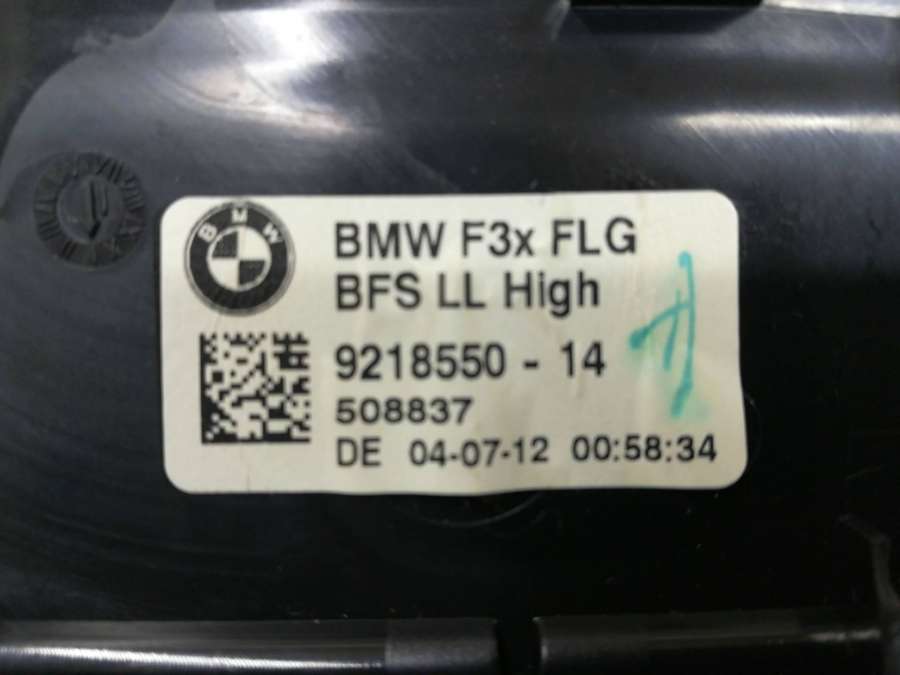 BMW
BMW F3x FLG
BFS LL High
9218550 - 14
508837
DE 04-07-12 00:58:34